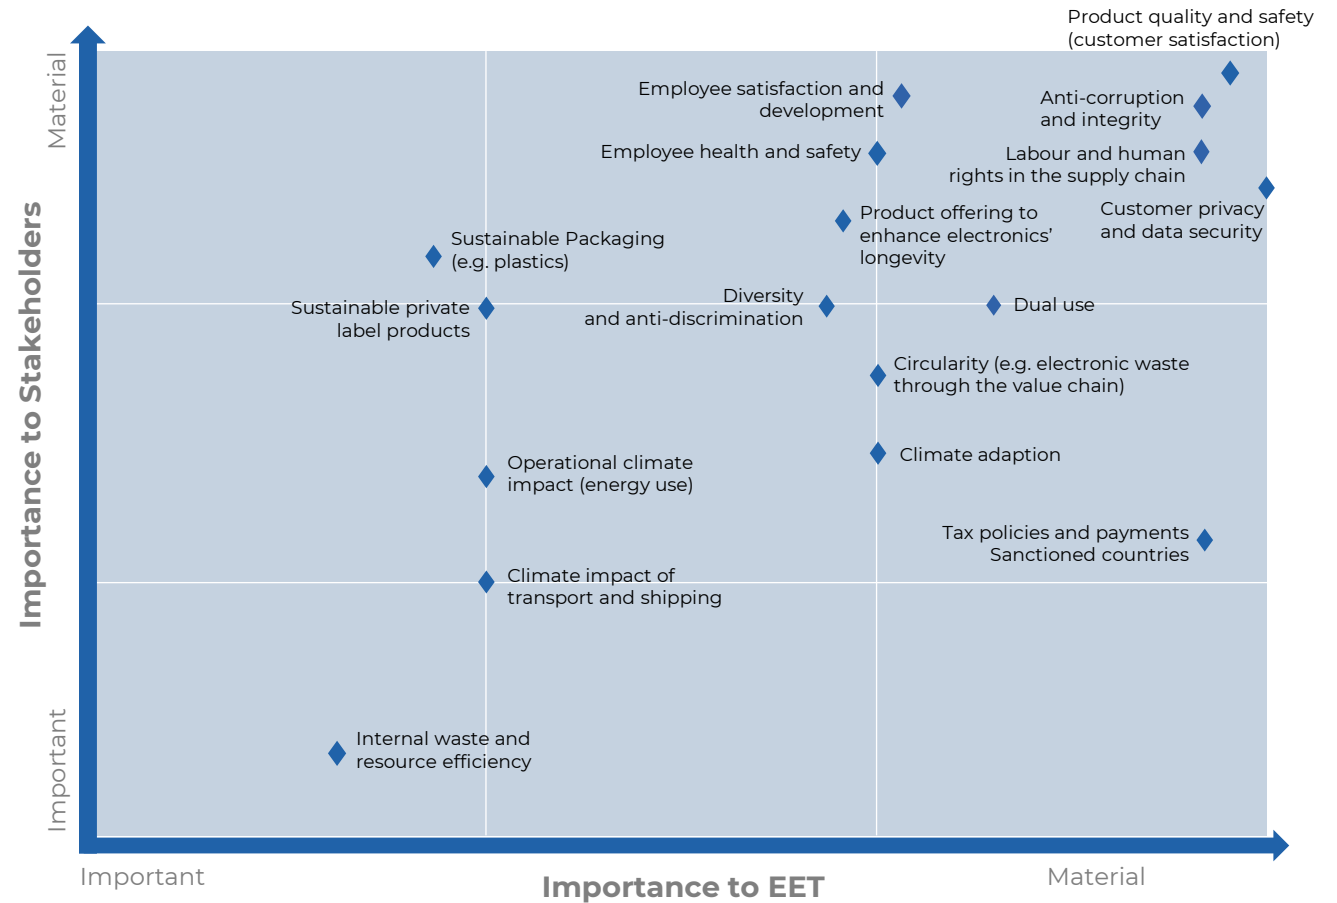 Product quality and safety
(customer satisfaction)
Material
Employee satisfaction and
development
Anti-corruption
and integrity
Employee health and safety
Labour and human
rights in the supply chain
Customer privacy
and data security
Product offering to
enhance electronics’
longevity
Sustainable Packaging
(e.g. plastics)
Sustainable private
label products
Diversity
and anti-discrimination
Dual use
Circularity (e.g. electronic waste
through the value chain)
Importance to Stakeholders
Climate adaption
Operational climate
impact (energy use)
Tax policies and payments
Sanctioned countries
Climate impact of
transport and shipping
Internal waste and
resource efficiency
Important
Important
Importance to EET
Material